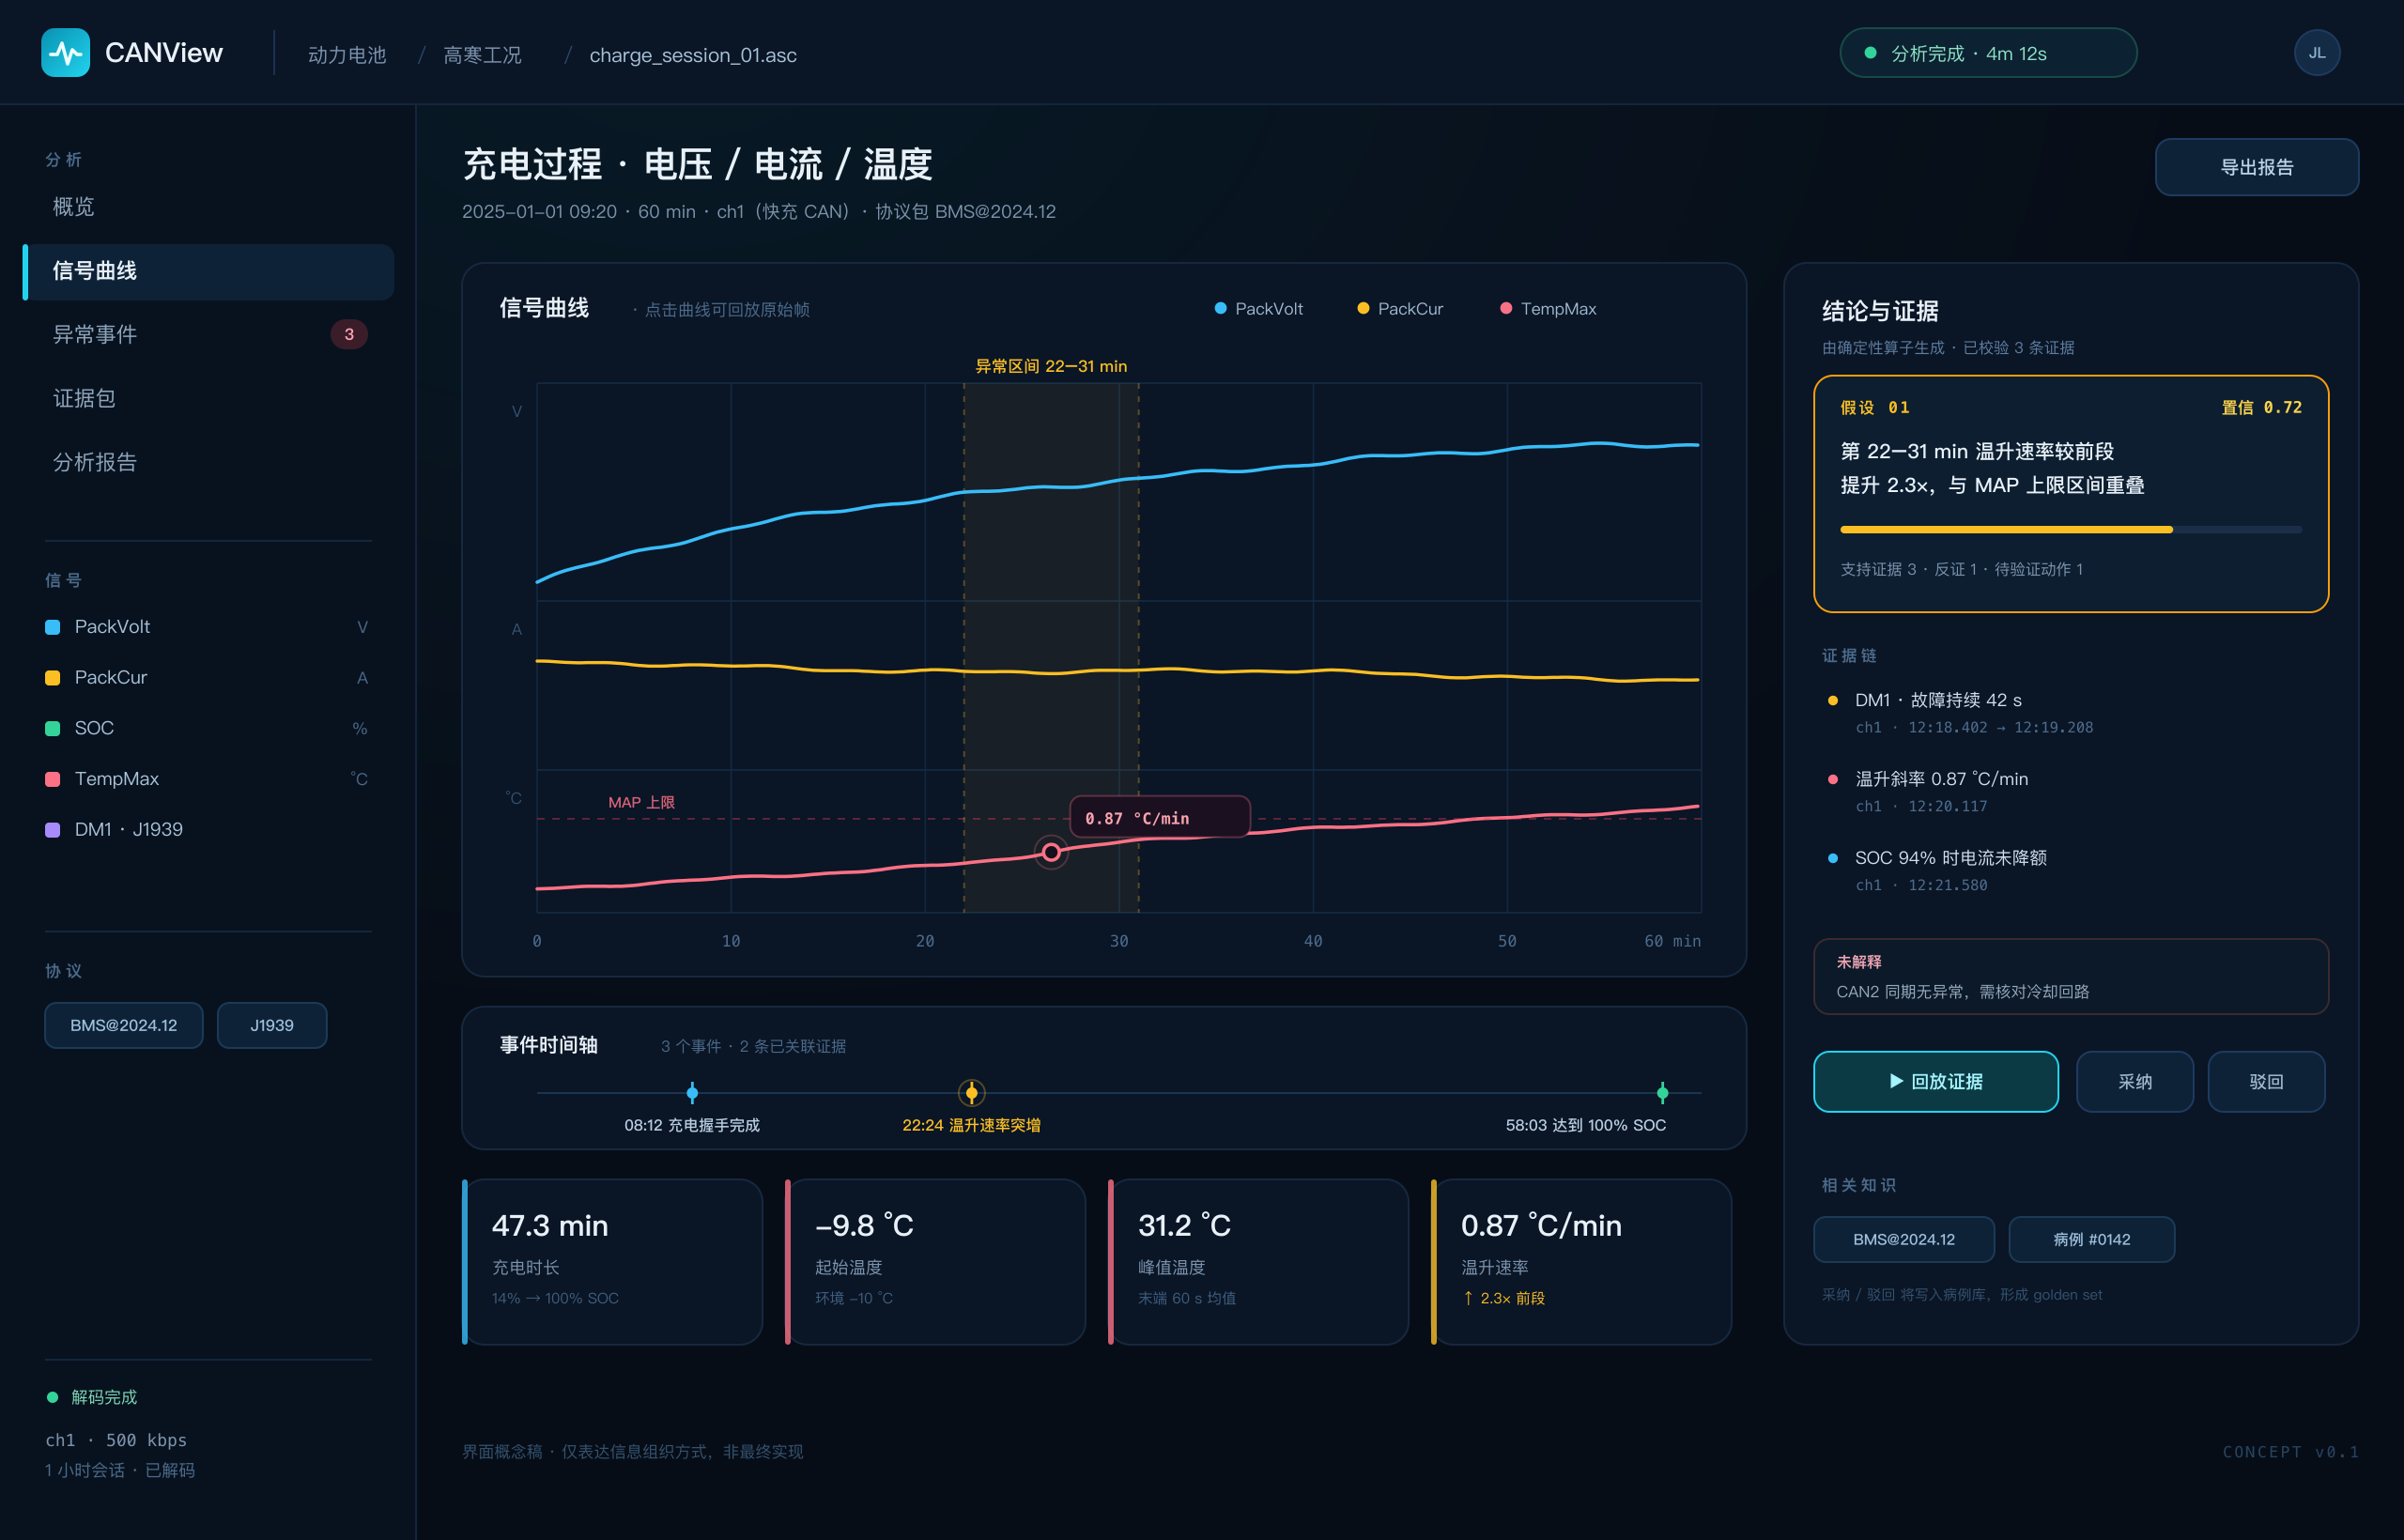 CANView
动力电池 / 高寒工况 / charge_session_01.asc
分析完成 · 4m 12s
JL
分析
概览
信号曲线
异常事件 3
证据包
分析报告
信号
PackVolt V
PackCur A
SOC %
TempMax °C
DM1 · J1939
协议
BMS@2024.12 J1939
解码完成
ch1 · 500 kbps
1 小时会话 · 已解码
充电过程 · 电压 / 电流 / 温度
2025–01–01 09:20 · 60 min · ch1（快充 CAN）· 协议包 BMS@2024.12
导出报告
信号曲线 · 点击曲线可回放原始帧
PackVolt PackCur TempMax
异常区间 22—31 min
V
A
°C
MAP 上限
0.87 °C/min
0 10 20 30 40 50 60 min
事件时间轴 3 个事件 · 2 条已关联证据
08:12 充电握手完成
22:24 温升速率突增
58:03 达到 100% SOC
47.3 min
充电时长
14% → 100% SOC
–9.8 °C
起始温度
环境 –10 °C
31.2 °C
峰值温度
末端 60 s 均值
0.87 °C/min
温升速率
↑ 2.3× 前段
结论与证据
由确定性算子生成 · 已校验 3 条证据
假设 01 置信 0.72
第 22—31 min 温升速率较前段
提升 2.3×，与 MAP 上限区间重叠
支持证据 3 · 反证 1 · 待验证动作 1
证据链
DM1 · 故障持续 42 s
ch1 · 12:18.402 → 12:19.208
温升斜率 0.87 °C/min
ch1 · 12:20.117
SOC 94% 时电流未降额
ch1 · 12:21.580
未解释
CAN2 同期无异常，需核对冷却回路
▶ 回放证据 采纳 驳回
相关知识
BMS@2024.12 病例 #0142
采纳 / 驳回 将写入病例库，形成 golden set
界面概念稿 · 仅表达信息组织方式，非最终实现
CONCEPT v0.1